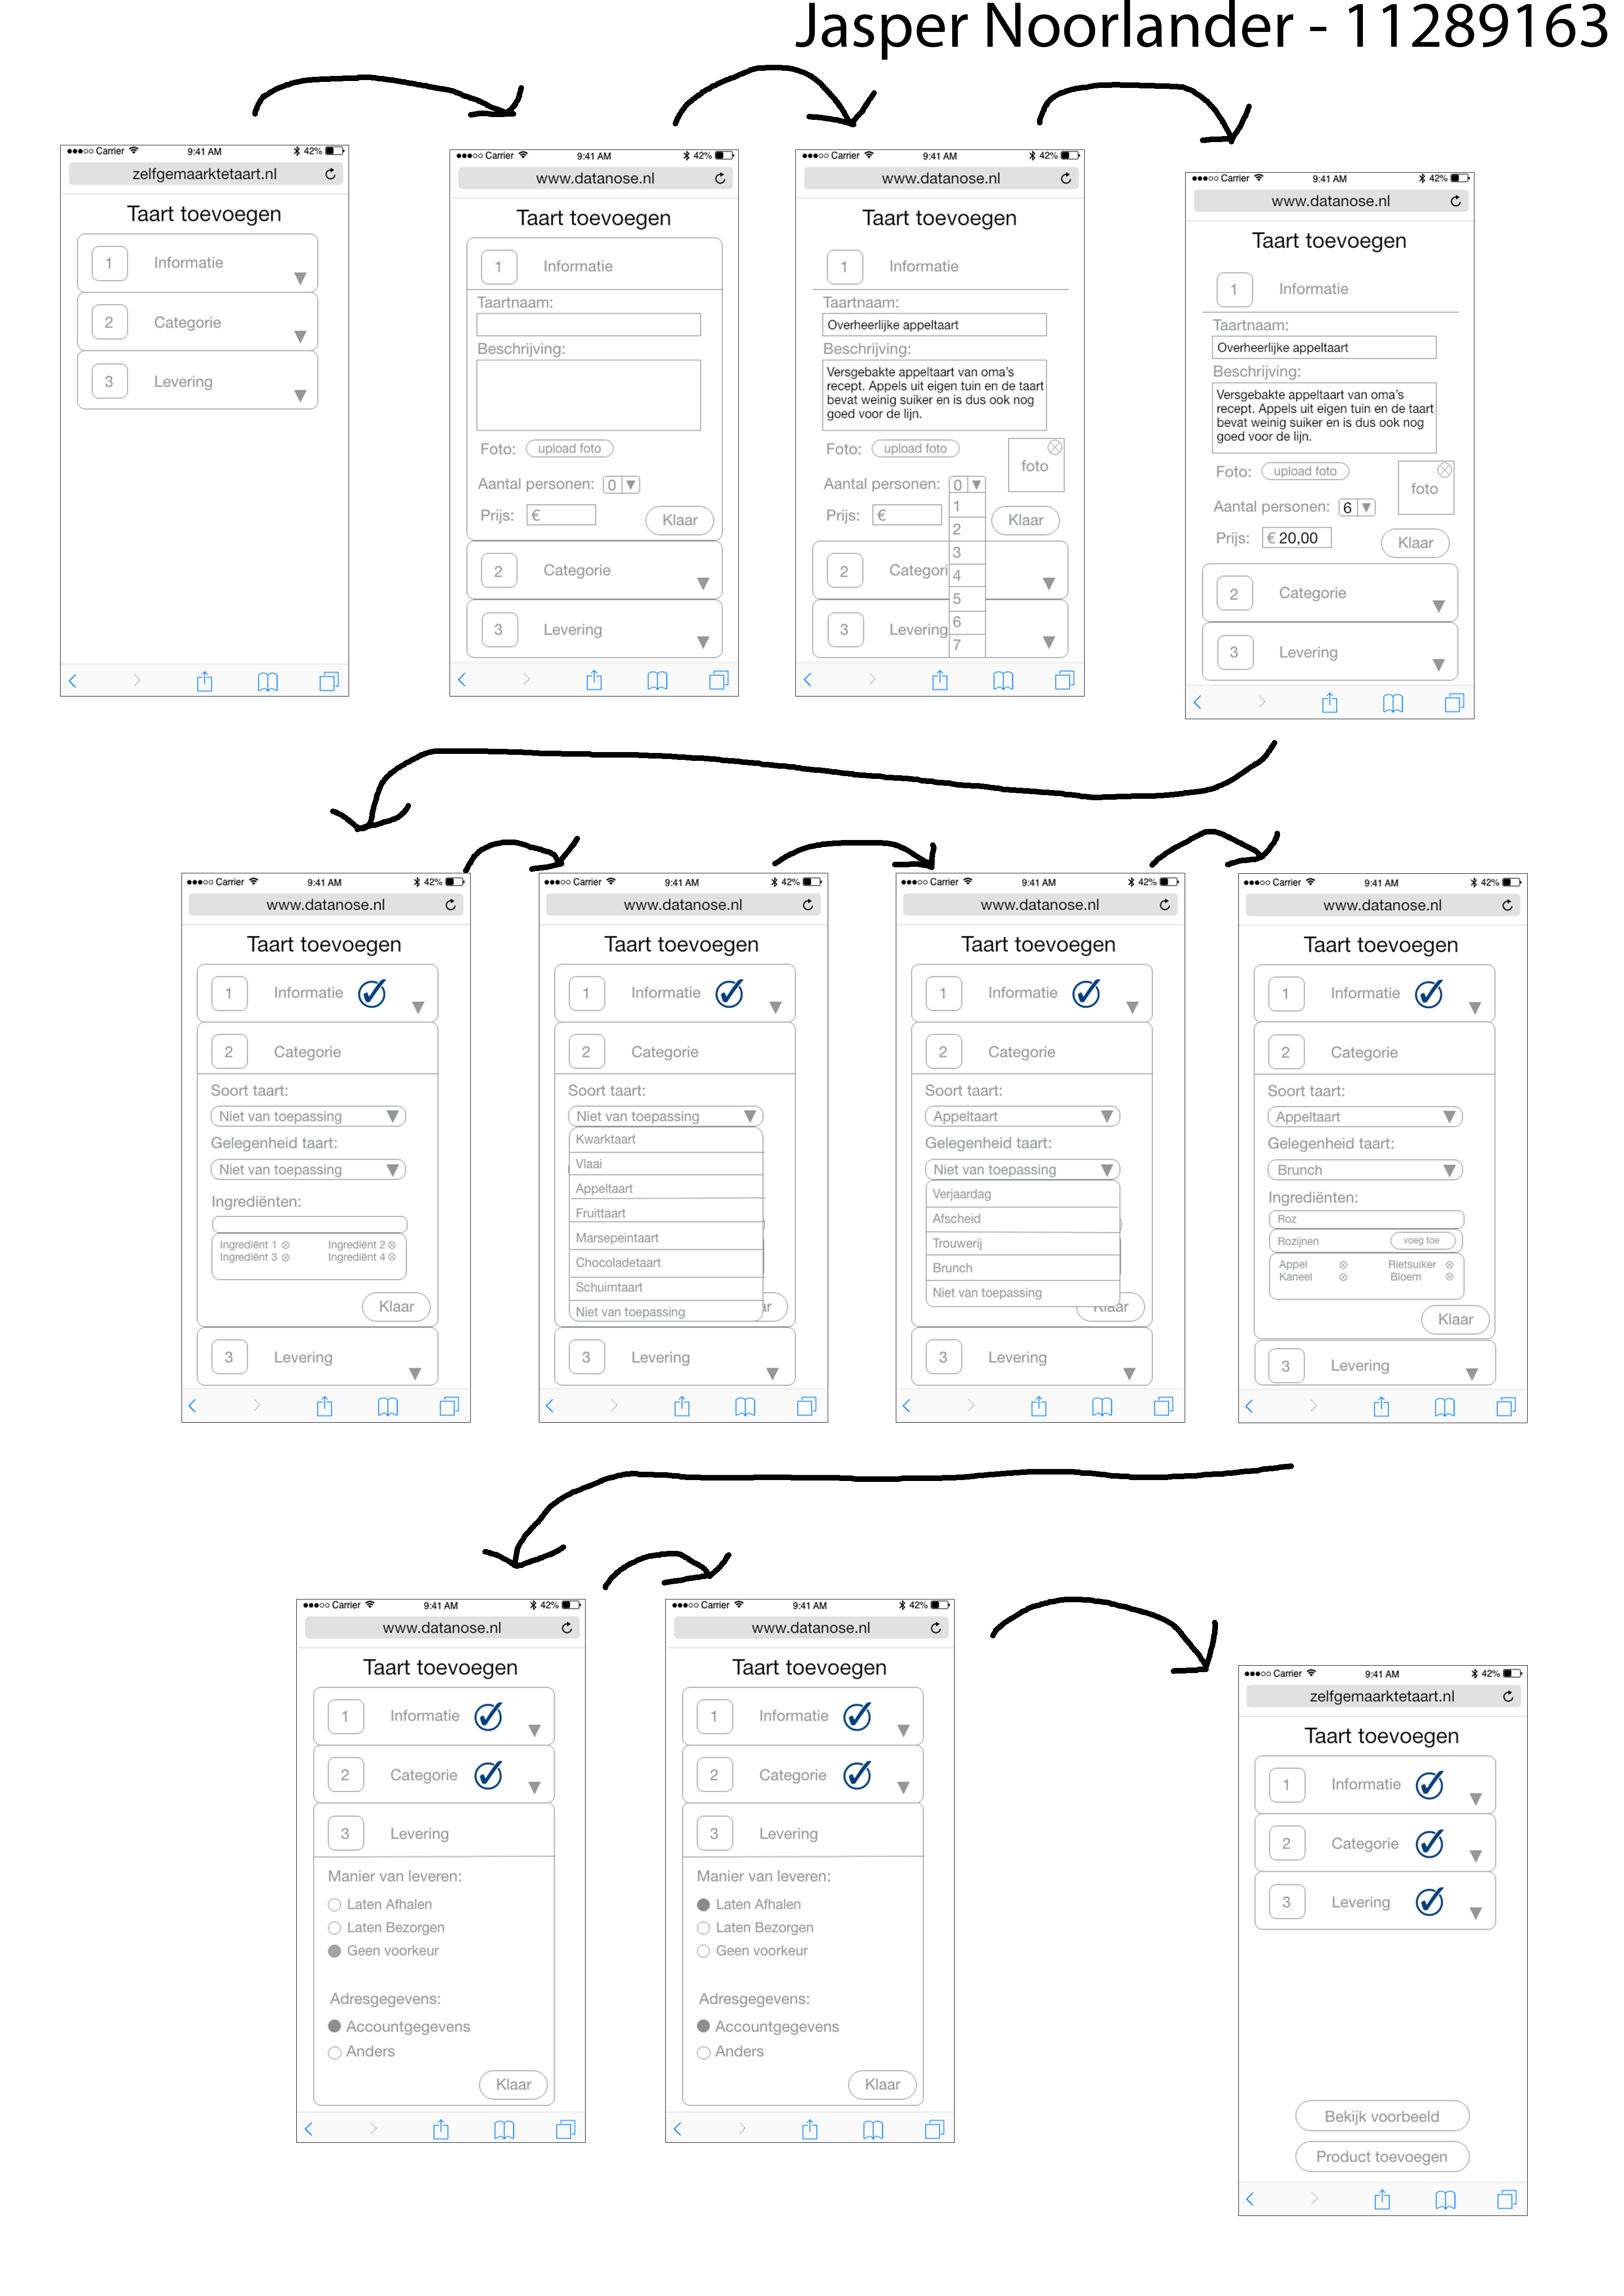 Jasper Noorlander - 11289163
Carrier 9:41 AM 42%
zelfgemaarktetaart.nl
Taart toevoegen
1 Informatie
2 Categorie
3 Levering
Carrier 9:41 AM 42%
www.datanose.nl
Taart toevoegen
1 Informatie
Taartnaam:
Beschrijving:
Foto: upload foto
Aantal personen: 0
Prijs: €
Klaar
2 Categorie
3 Levering
Carrier 9:41 AM 42%
www.datanose.nl
Taart toevoegen
1 Informatie
Taartnaam:
Overheerlijke appeltaart
Beschrijving:
Versgebakte appeltaart van oma's
recept. Appels uit eigen tuin en de taart
bevat weinig suiker en is dus ook nog
goed voor de lijn.
Foto: upload foto
foto
Aantal personen: 0
1
2
3
4
5
6
7
Prijs: €
Klaar
2 Categori
3 Levering
Carrier 9:41 AM 42%
www.datanose.nl
Taart toevoegen
1 Informatie
Taartnaam:
Overheerlijke appeltaart
Beschrijving:
Versgebakte appeltaart van oma's
recept. Appels uit eigen tuin en de taart
bevat weinig suiker en is dus ook nog
goed voor de lijn.
Foto: upload foto
foto
Aantal personen: 6
Prijs: € 20,00
Klaar
2 Categorie
3 Levering
Carrier 9:41 AM 42%
www.datanose.nl
Taart toevoegen
1 Informatie
2 Categorie
Soort taart:
Niet van toepassing
Gelegenheid taart:
Niet van toepassing
Ingrediënten:
Ingrediënt 1 Ingrediënt 2
Ingrediënt 3 Ingrediënt 4
Klaar
3 Levering
Carrier 9:41 AM 42%
www.datanose.nl
Taart toevoegen
1 Informatie
2 Categorie
Soort taart:
Niet van toepassing
Kwarktaart
Vlaai
Appeltaart
Fruittaart
Marsepeintaart
Chocoladetaart
Schuimtaart
Niet van toepassing
ar
3 Levering
Carrier 9:41 AM 42%
www.datanose.nl
Taart toevoegen
1 Informatie
2 Categorie
Soort taart:
Appeltaart
Gelegenheid taart:
Niet van toepassing
Verjaardag
Afscheid
Trouwerij
Brunch
Niet van toepassing
Klaar
3 Levering
Carrier 9:41 AM 42%
www.datanose.nl
Taart toevoegen
1 Informatie
2 Categorie
Soort taart:
Appeltaart
Gelegenheid taart:
Brunch
Ingrediënten:
Roz
Rozijnen voeg toe
Appel Rietsuiker
Kaneel Bloem
Klaar
3 Levering
Carrier 9:41 AM 42%
www.datanose.nl
Taart toevoegen
1 Informatie
2 Categorie
3 Levering
Manier van leveren:
Laten Afhalen
Laten Bezorgen
Geen voorkeur
Adresgegevens:
Accountgegevens
Anders
Klaar
Carrier 9:41 AM 42%
www.datanose.nl
Taart toevoegen
1 Informatie
2 Categorie
3 Levering
Manier van leveren:
Laten Afhalen
Laten Bezorgen
Geen voorkeur
Adresgegevens:
Accountgegevens
Anders
Klaar
Carrier 9:41 AM 42%
zelfgemaarktetaart.nl
Taart toevoegen
1 Informatie
2 Categorie
3 Levering
Bekijk voorbeeld
Product toevoegen